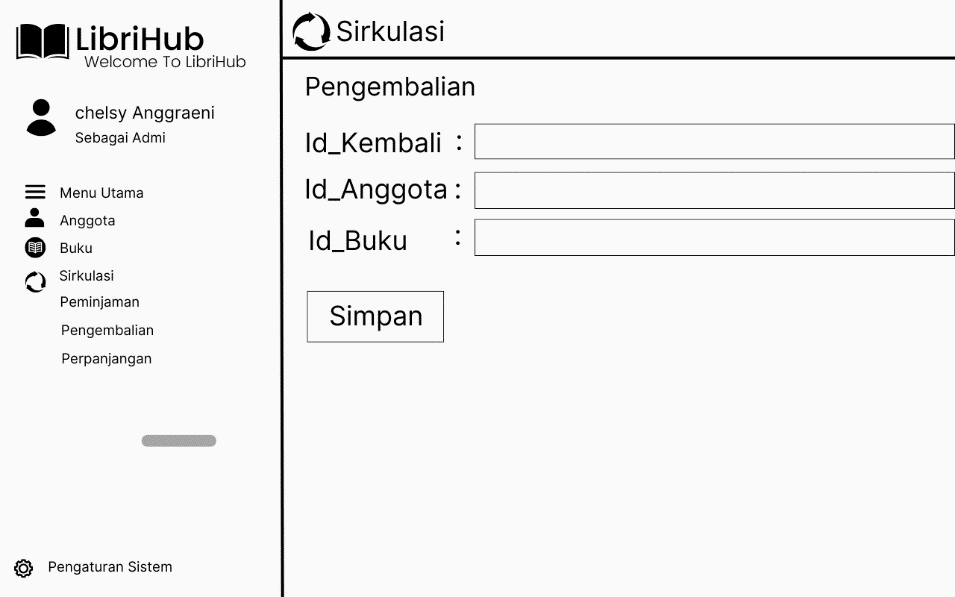 LibriHub
Welcome To LibriHub
chelsy Anggraeni
Sebagai Admi
Menu Utama
Anggota
Buku
Sirkulasi
Peminjaman
Pengembalian
Perpanjangan
Pengaturan Sistem
Sirkulasi
Pengembalian
Id_Kembali :
Id_Anggota :
Id_Buku :
Simpan